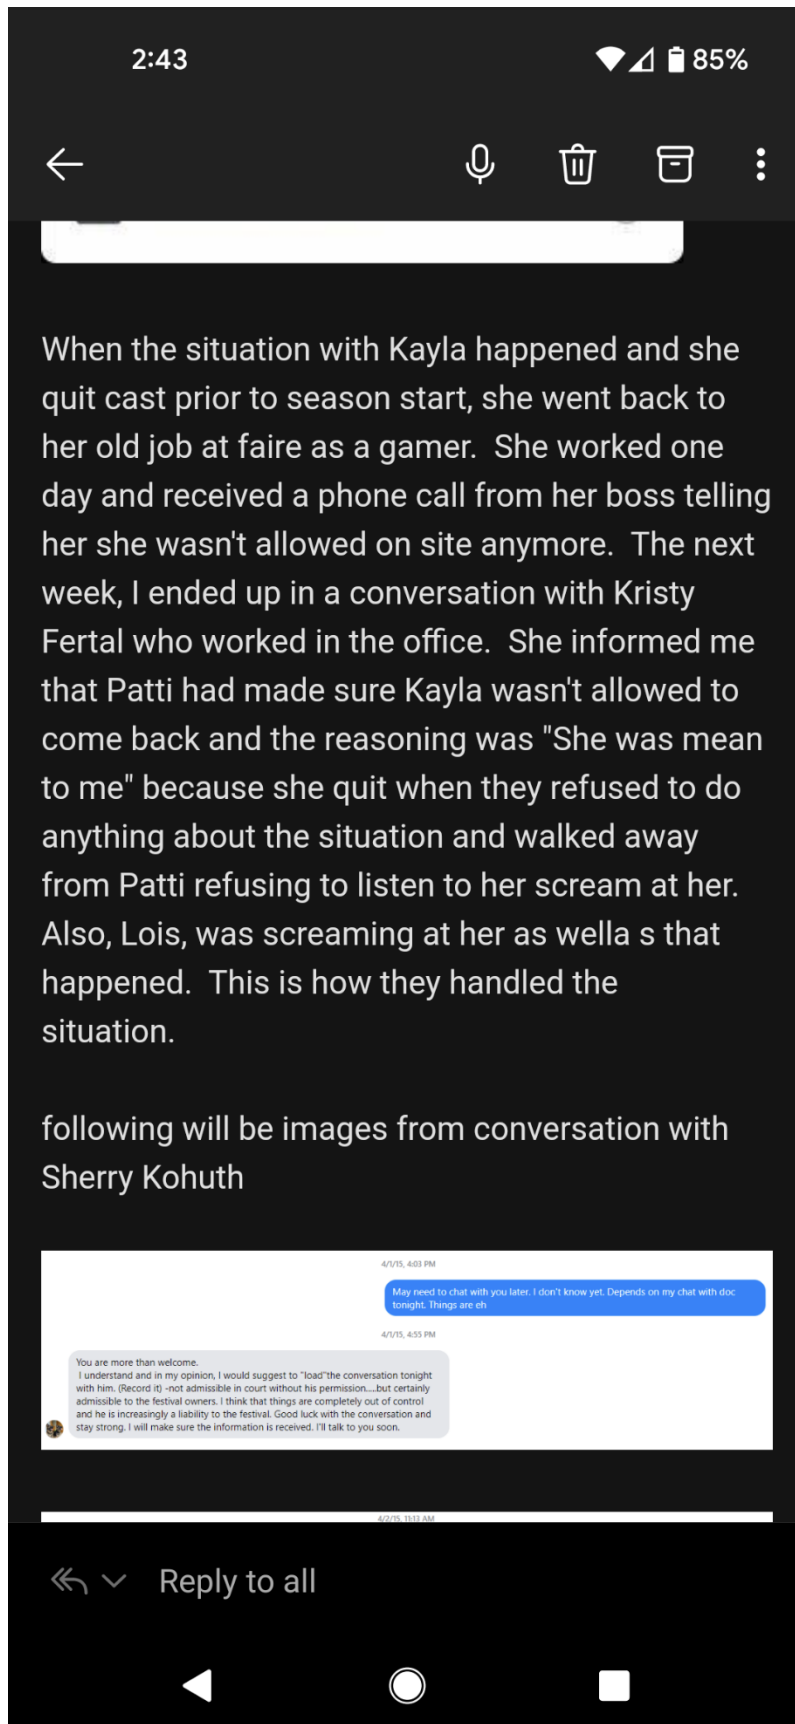 2:43
85%
When the situation with Kayla happened and she
quit cast prior to season start, she went back to
her old job at faire as a gamer.  She worked one
day and received a phone call from her boss telling
her she wasn't allowed on site anymore.  The next
week, I ended up in a conversation with Kristy
Fertal who worked in the office.  She informed me
that Patti had made sure Kayla wasn't allowed to
come back and the reasoning was "She was mean
to me" because she quit when they refused to do
anything about the situation and walked away
from Patti refusing to listen to her scream at her.
Also, Lois, was screaming at her as wella s that
happened.  This is how they handled the
situation.
following will be images from conversation with
Sherry Kohuth
4/1/15, 4:03 PM
May need to chat with you later. I don't know yet. Depends on my chat with doc
tonight. Things are eh
4/1/15, 4:55 PM
You are more than welcome.
I understand and in my opinion, I would suggest to "load"the conversation tonight
with him. (Record it) -not admissible in court without his permission....but certainly
admissible to the festival owners. I think that things are completely out of control
and he is increasingly a liability to the festival. Good luck with the conversation and
stay strong. I will make sure the information is received. I'll talk to you soon.
4/2/15, 11:13 AM
Reply to all